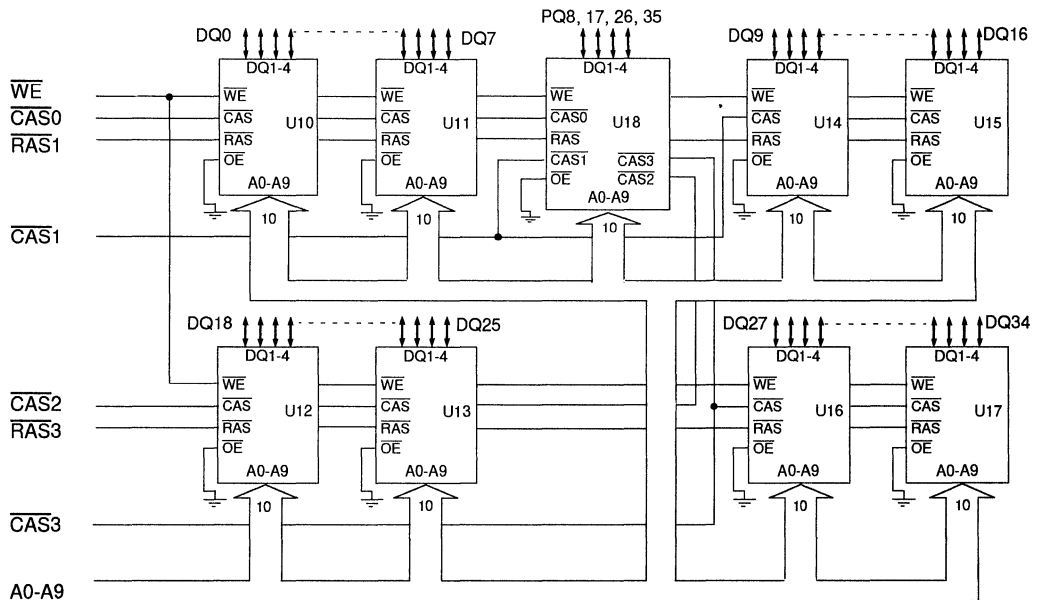 PQ8, 17, 26, 35
DQ0 DQ7 DQ9 DQ16
DQ1-4 DQ1-4 DQ1-4 DQ1-4 DQ1-4
WE WE WE WE WE WE
CAS0 CAS CAS CAS0 CAS CAS
U10 U11 U18 U14 U15
RAS1 RAS RAS RAS RAS RAS
OE OE CAS1 CAS3 OE OE
OE CAS2
A0-A9 A0-A9 A0-A9 A0-A9 A0-A9
10 10 10 10
CAS1
DQ18 DQ25 DQ27 DQ34
DQ1-4 DQ1-4 DQ1-4 DQ1-4
WE WE WE WE
CAS2 CAS CAS CAS CAS
U12 U13 U16 U17
RAS3 RAS RAS RAS RAS
OE OE OE OE
A0-A9 A0-A9 A0-A9 A0-A9
10 10 10 10
CAS3
A0-A9